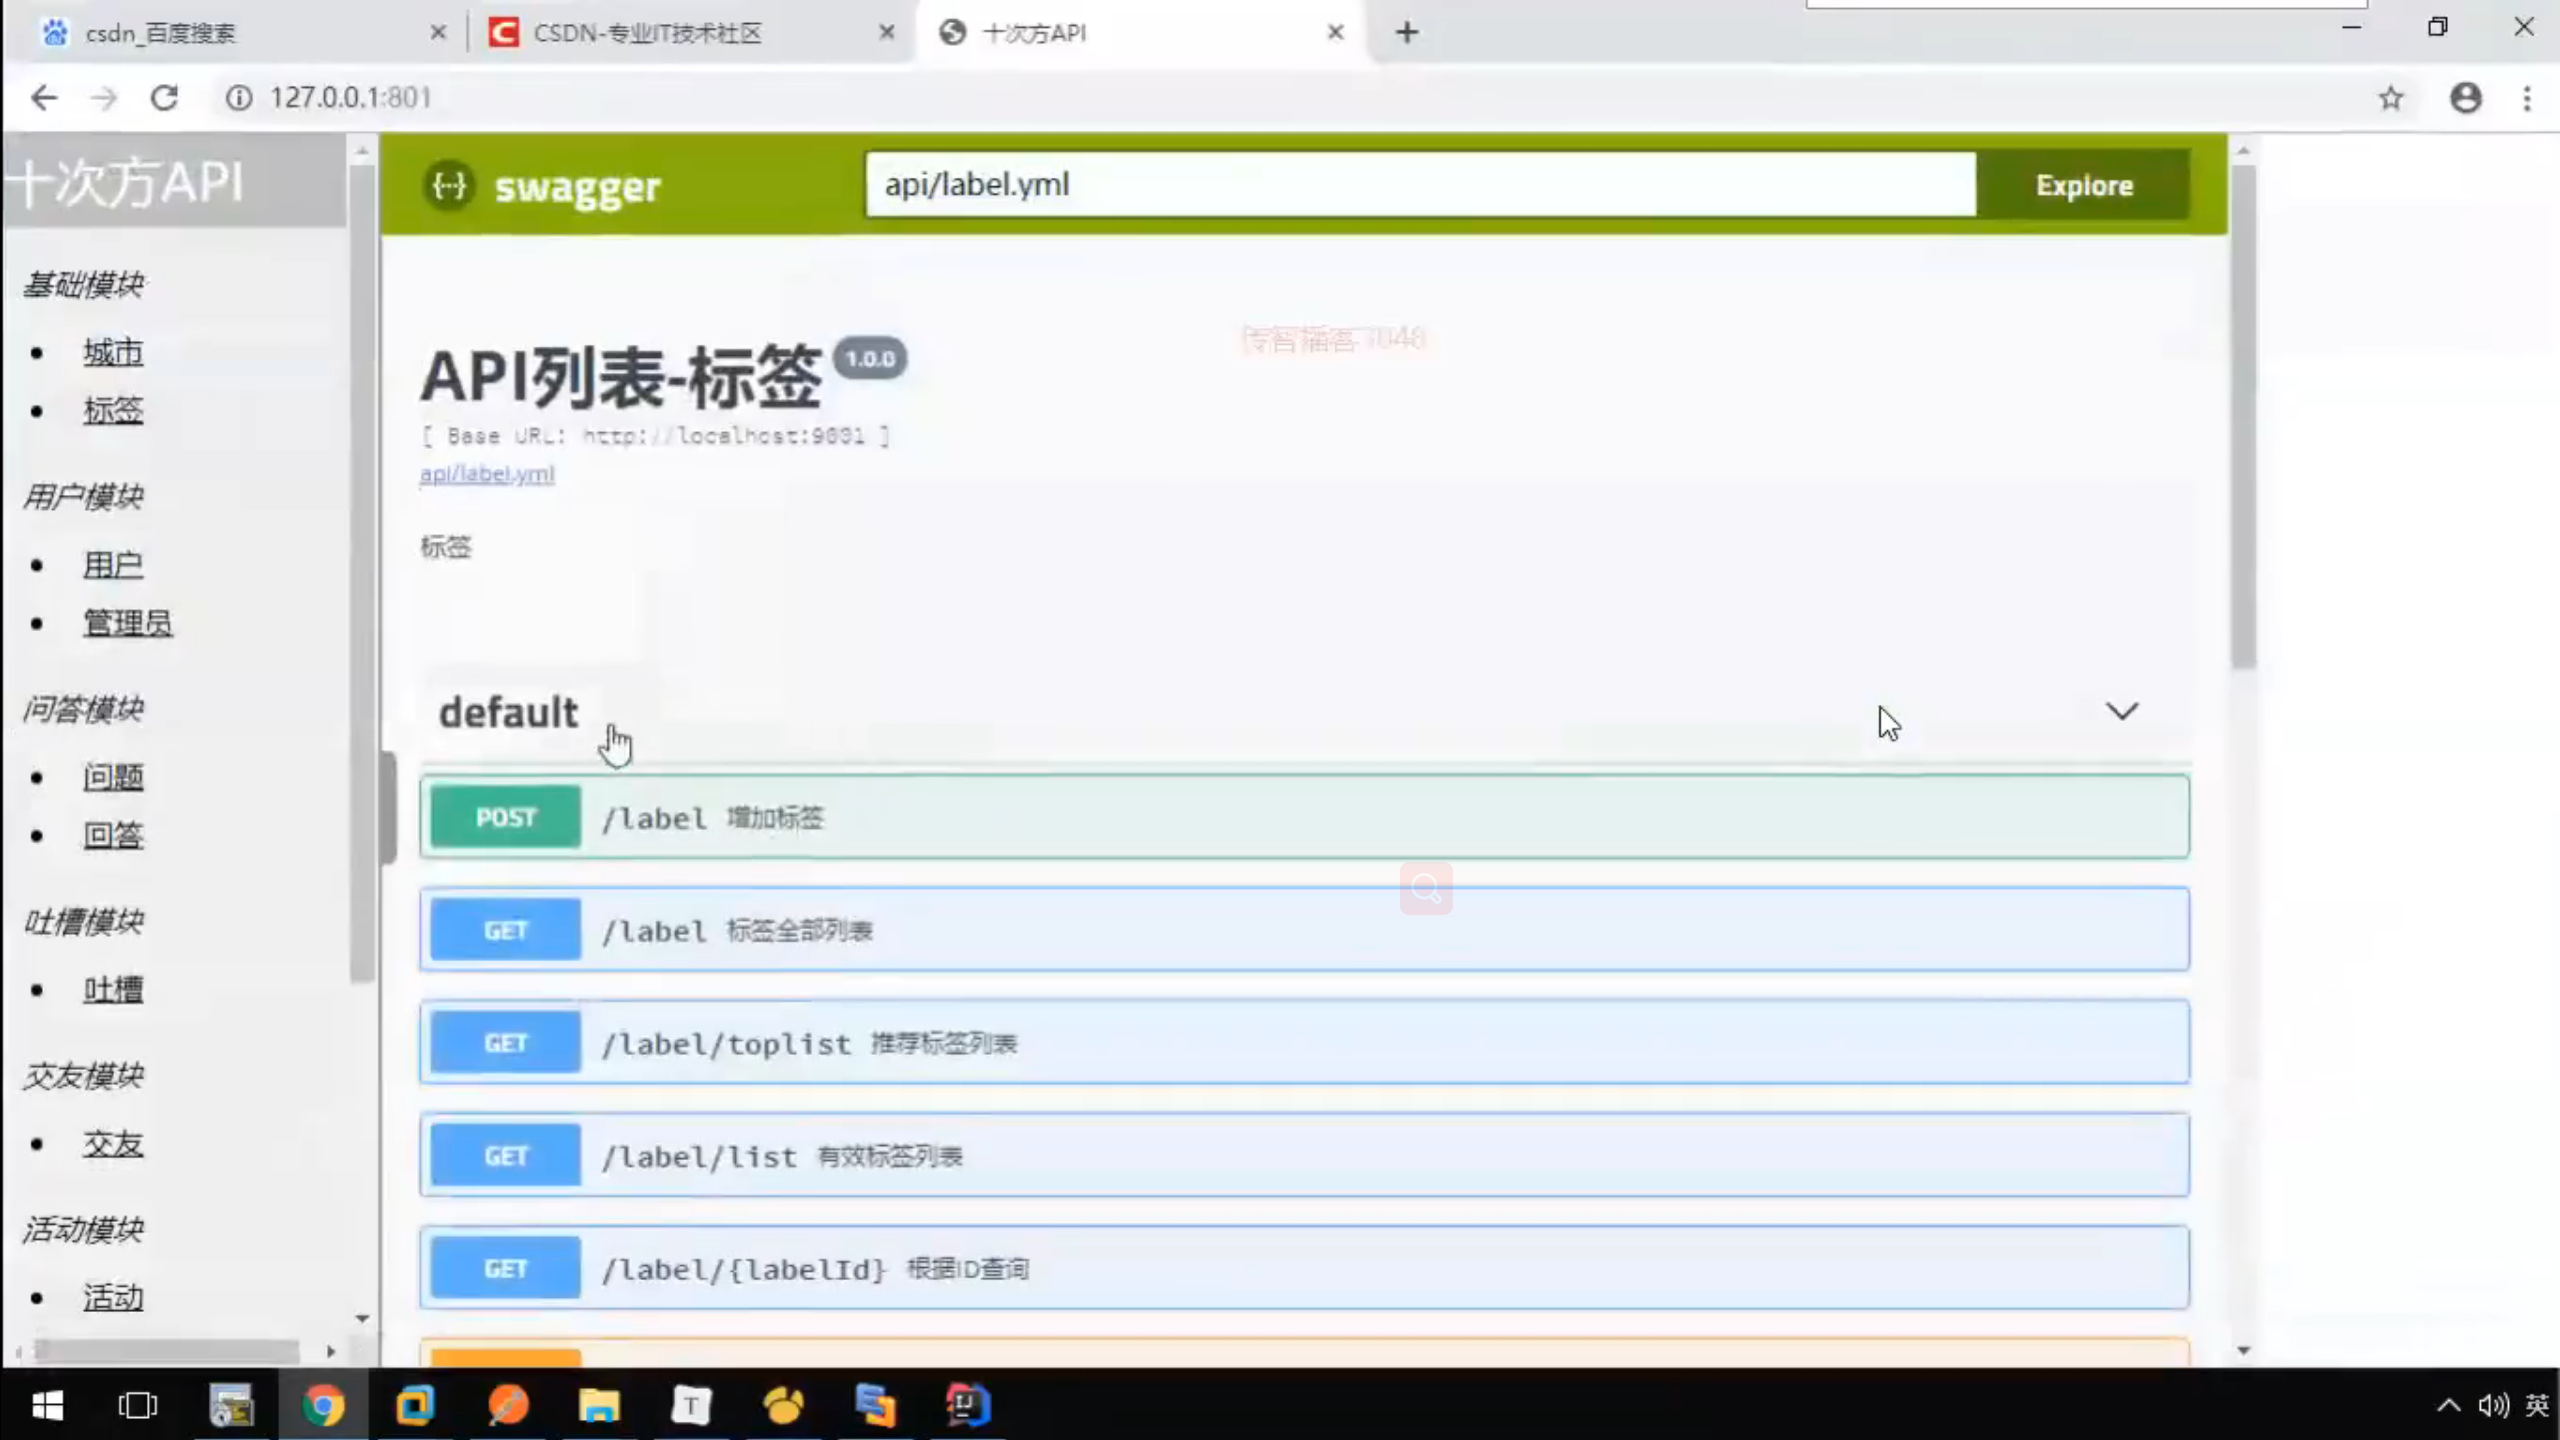 csdn_百度搜索
CSDN-专业IT技术社区
十次方API
127.0.0.1:801
十次方API
基础模块
城市
标签
用户模块
用户
管理员
问答模块
问题
回答
吐槽模块
吐槽
交友模块
交友
活动模块
活动
swagger
api/label.yml
Explore
传智播客
API列表-标签 1.0.0
[ Base URL: http://localhost:9001 ]
api/label.yml
标签
default
POST /label 增加标签
GET /label 标签全部列表
GET /label/toplist 推荐标签列表
GET /label/list 有效标签列表
GET /label/{labelId} 根据ID查询
英